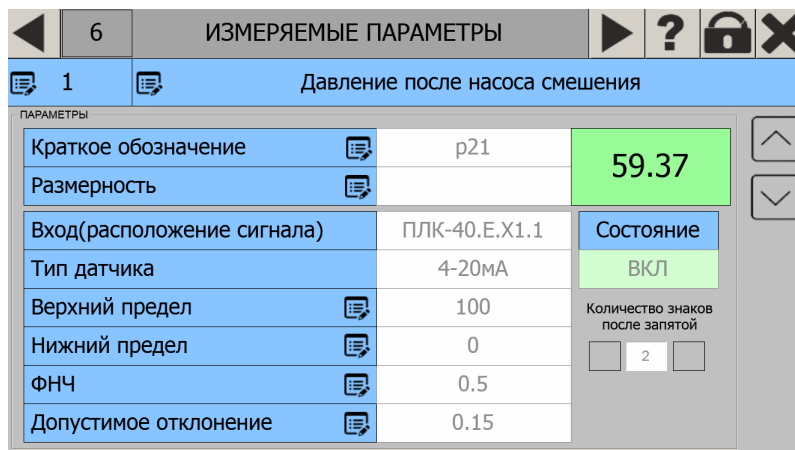 6 ИЗМЕРЯЕМЫЕ ПАРАМЕТРЫ ?
1 Давление после насоса смешения
ПАРАМЕТРЫ
Краткое обозначение p21 59.37
Размерность
Вход(расположение сигнала) ПЛК-40.E.X1.1 Состояние
Тип датчика 4-20мА ВКЛ
Верхний предел 100 Количество знаков
после запятой
Нижний предел 0 2
ФНЧ 0.5
Допустимое отклонение 0.15